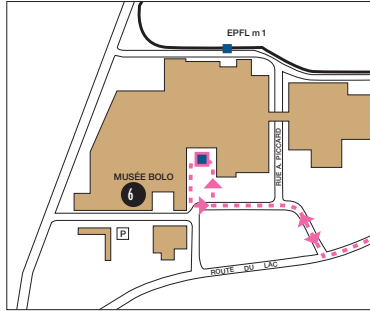 EPFL m 1
RUE A. PICCARD
MUSÉE BOLO
6
P
ROUTE DU LAC